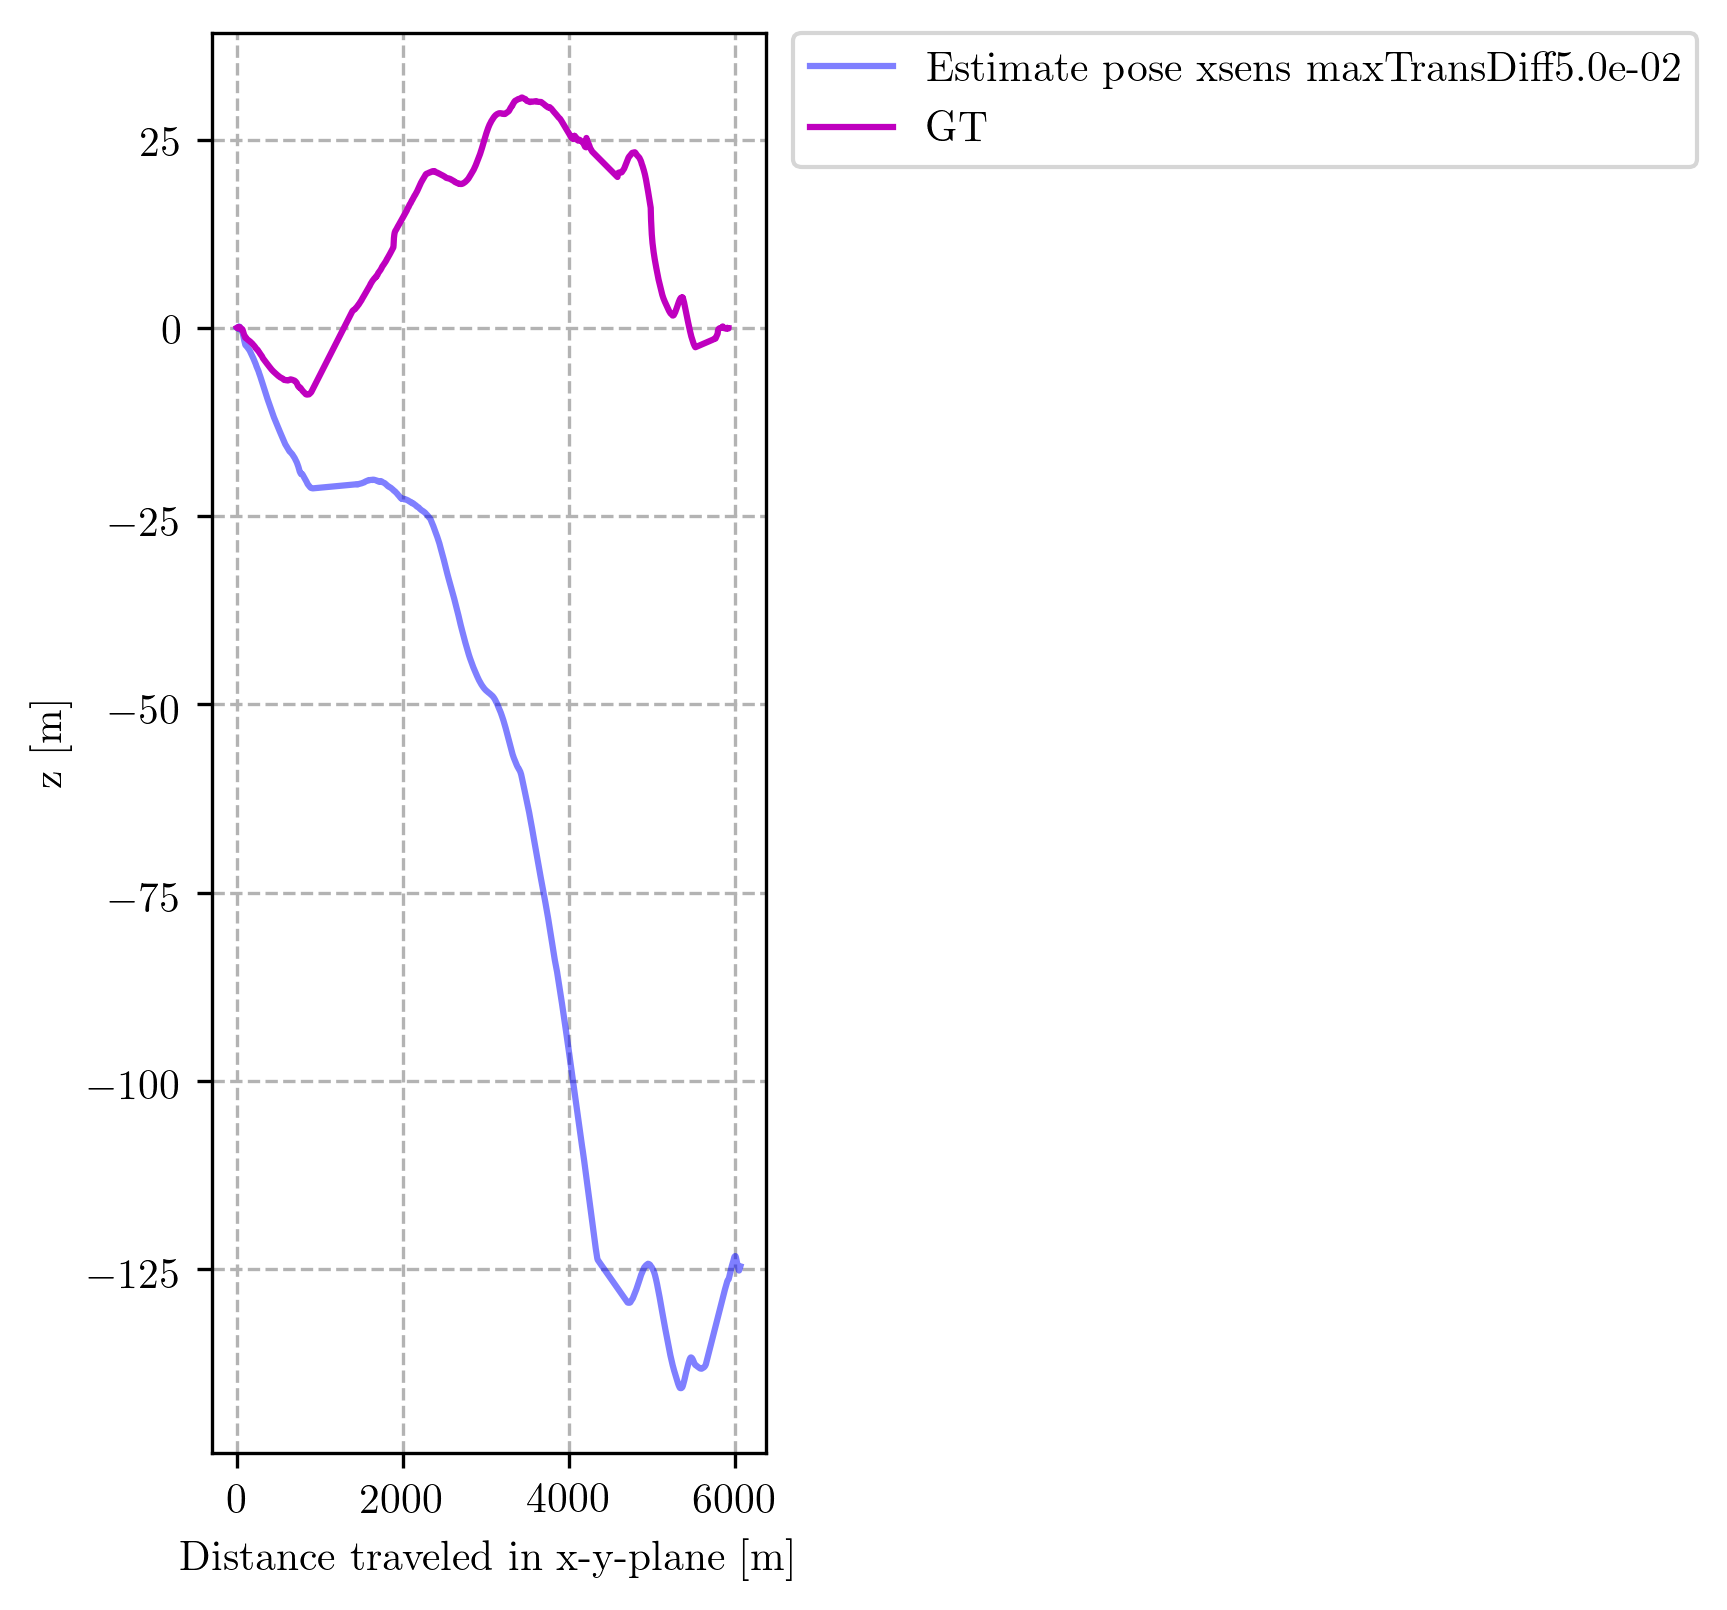 Estimate pose xsens maxTransDiff5.0e-02
GT
25
0
−25
−50
−75
−100
−125
z [m]
0 2000 4000 6000
Distance traveled in x-y-plane [m]